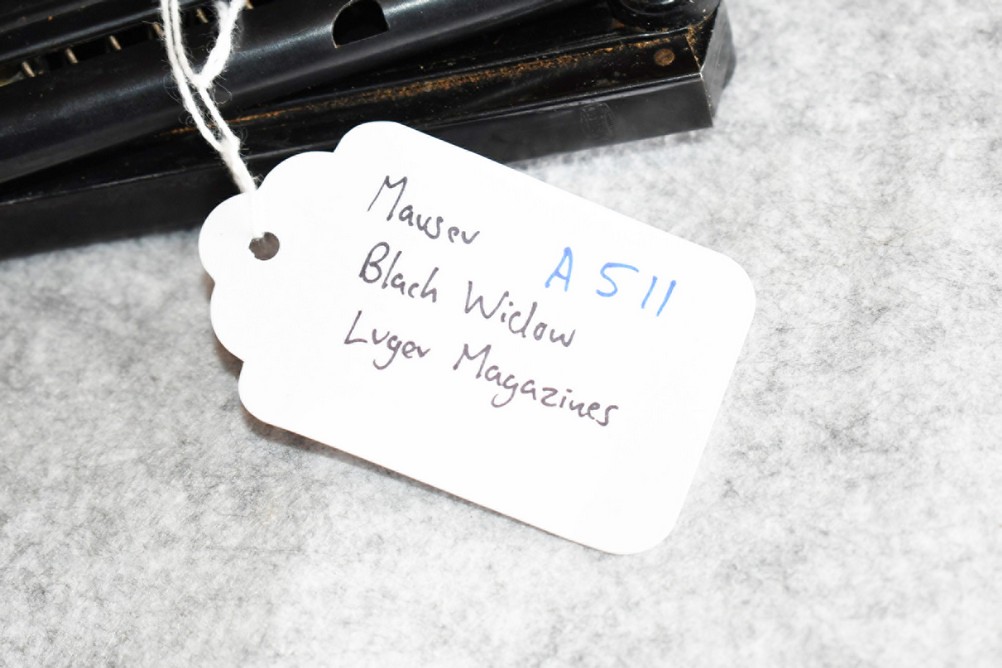 Mauser
A 511
Black Widow
Luger Magazines